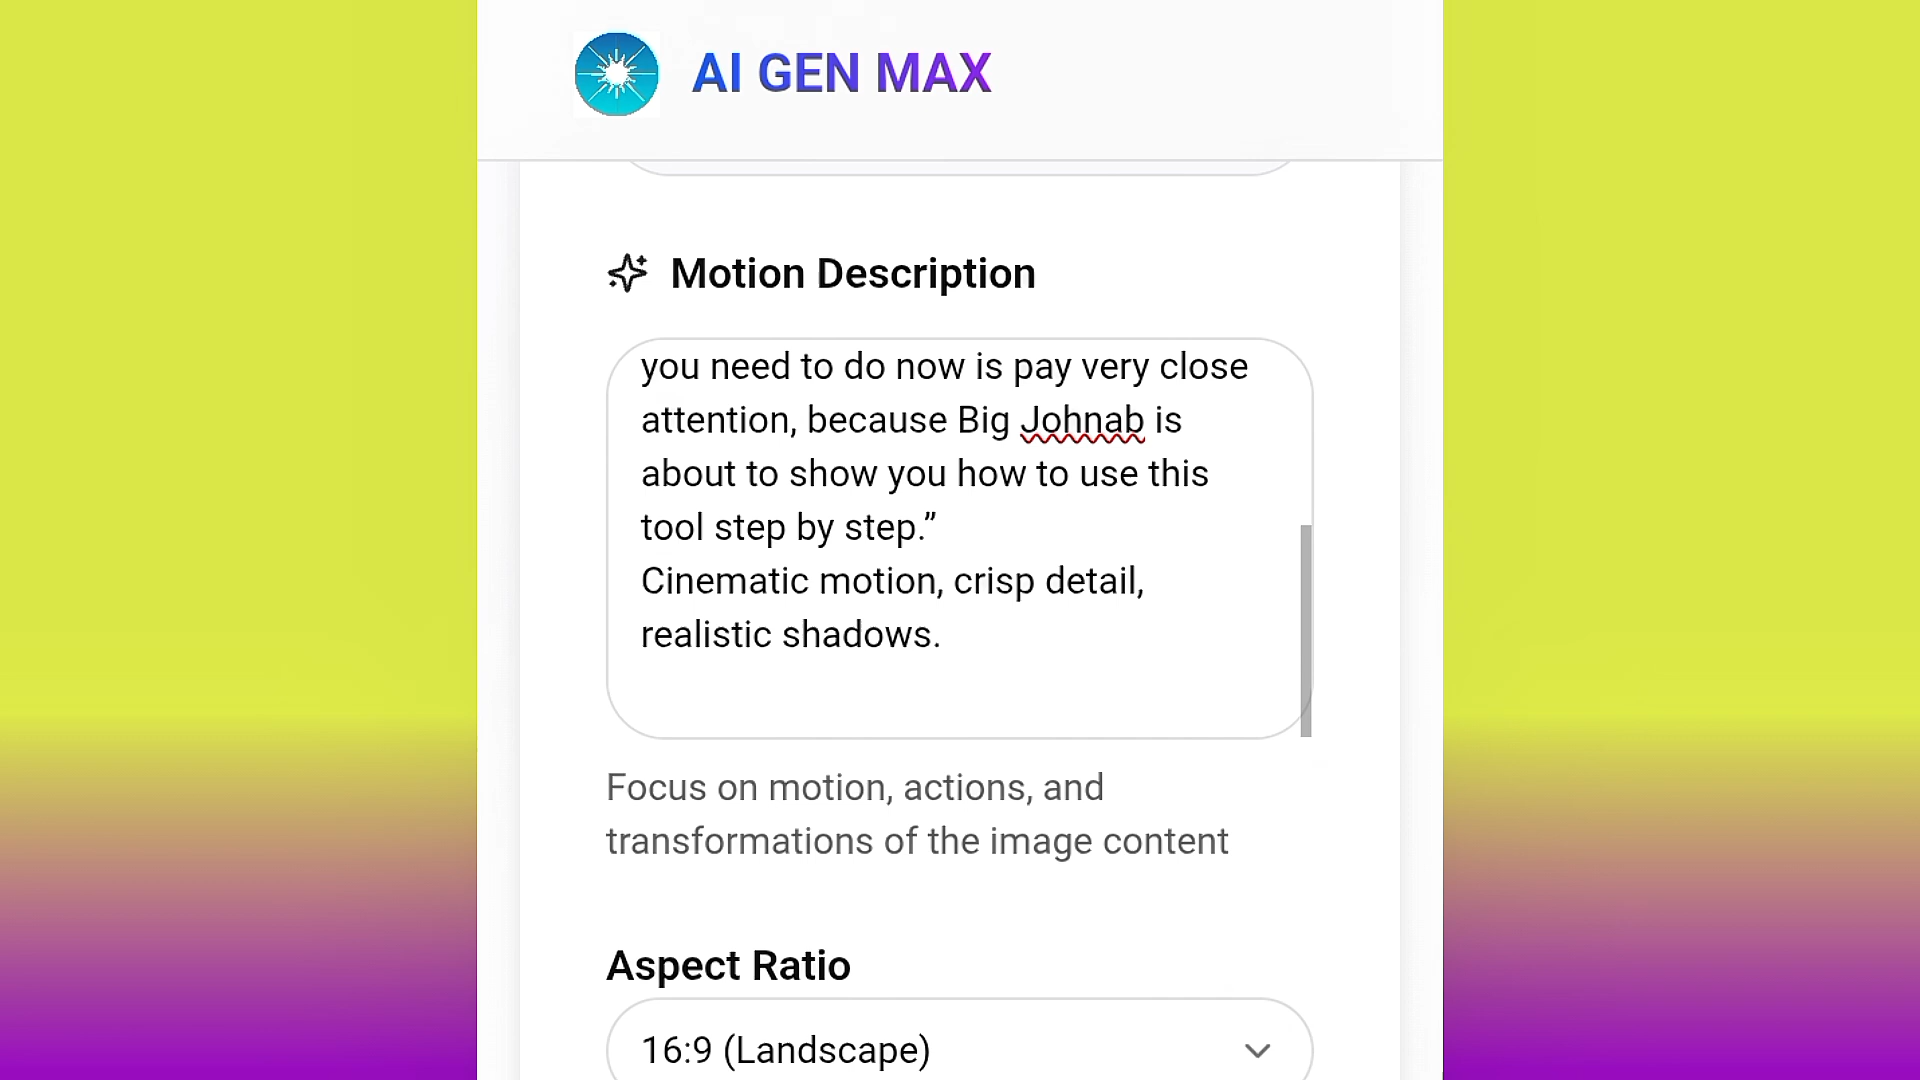 AI GEN MAX
Motion Description
you need to do now is pay very close
attention, because Big Johnab is
about to show you how to use this
tool step by step.”
Cinematic motion, crisp detail,
realistic shadows.
Focus on motion, actions, and
transformations of the image content
Aspect Ratio
16:9 (Landscape)